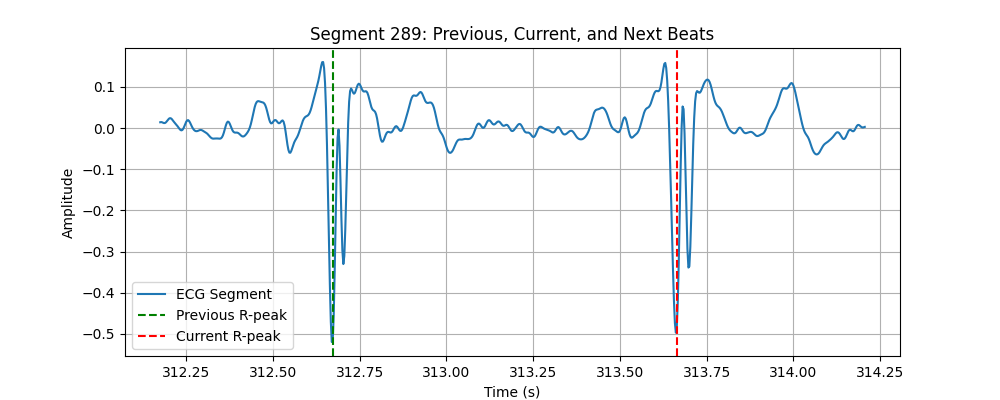 Segment 289: Previous, Current, and Next Beats
Amplitude
0.1
0.0
−0.1
−0.2
−0.3
−0.4
−0.5
ECG Segment
Previous R-peak
Current R-peak
312.25 312.50 312.75 313.00 313.25 313.50 313.75 314.00 314.25
Time (s)